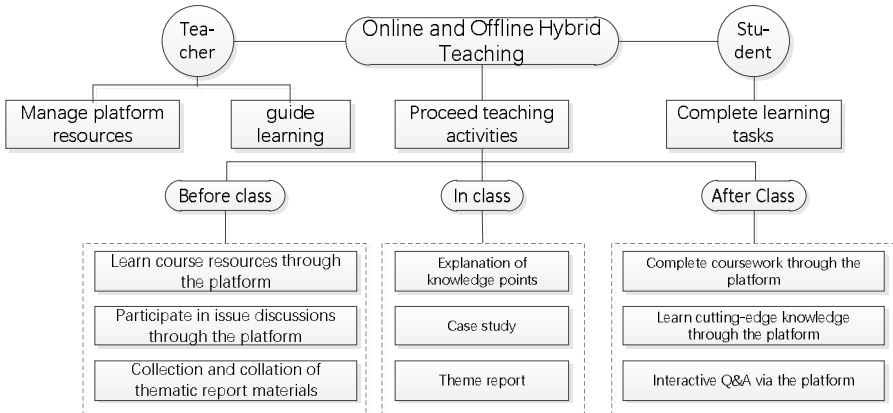 Tea-
cher
Online and Offline Hybrid
Teaching
Stu-
dent
Manage platform
resources
guide
learning
Proceed teaching
activities
Complete learning
tasks
Before class
In class
After Class
Learn course resources through
the platform
Participate in issue discussions
through the platform
Collection and collation of
thematic report materials
Explanation of
knowledge points
Case study
Theme report
Complete coursework through the
platform
Learn cutting-edge knowledge
through the platform
Interactive Q&A via the platform